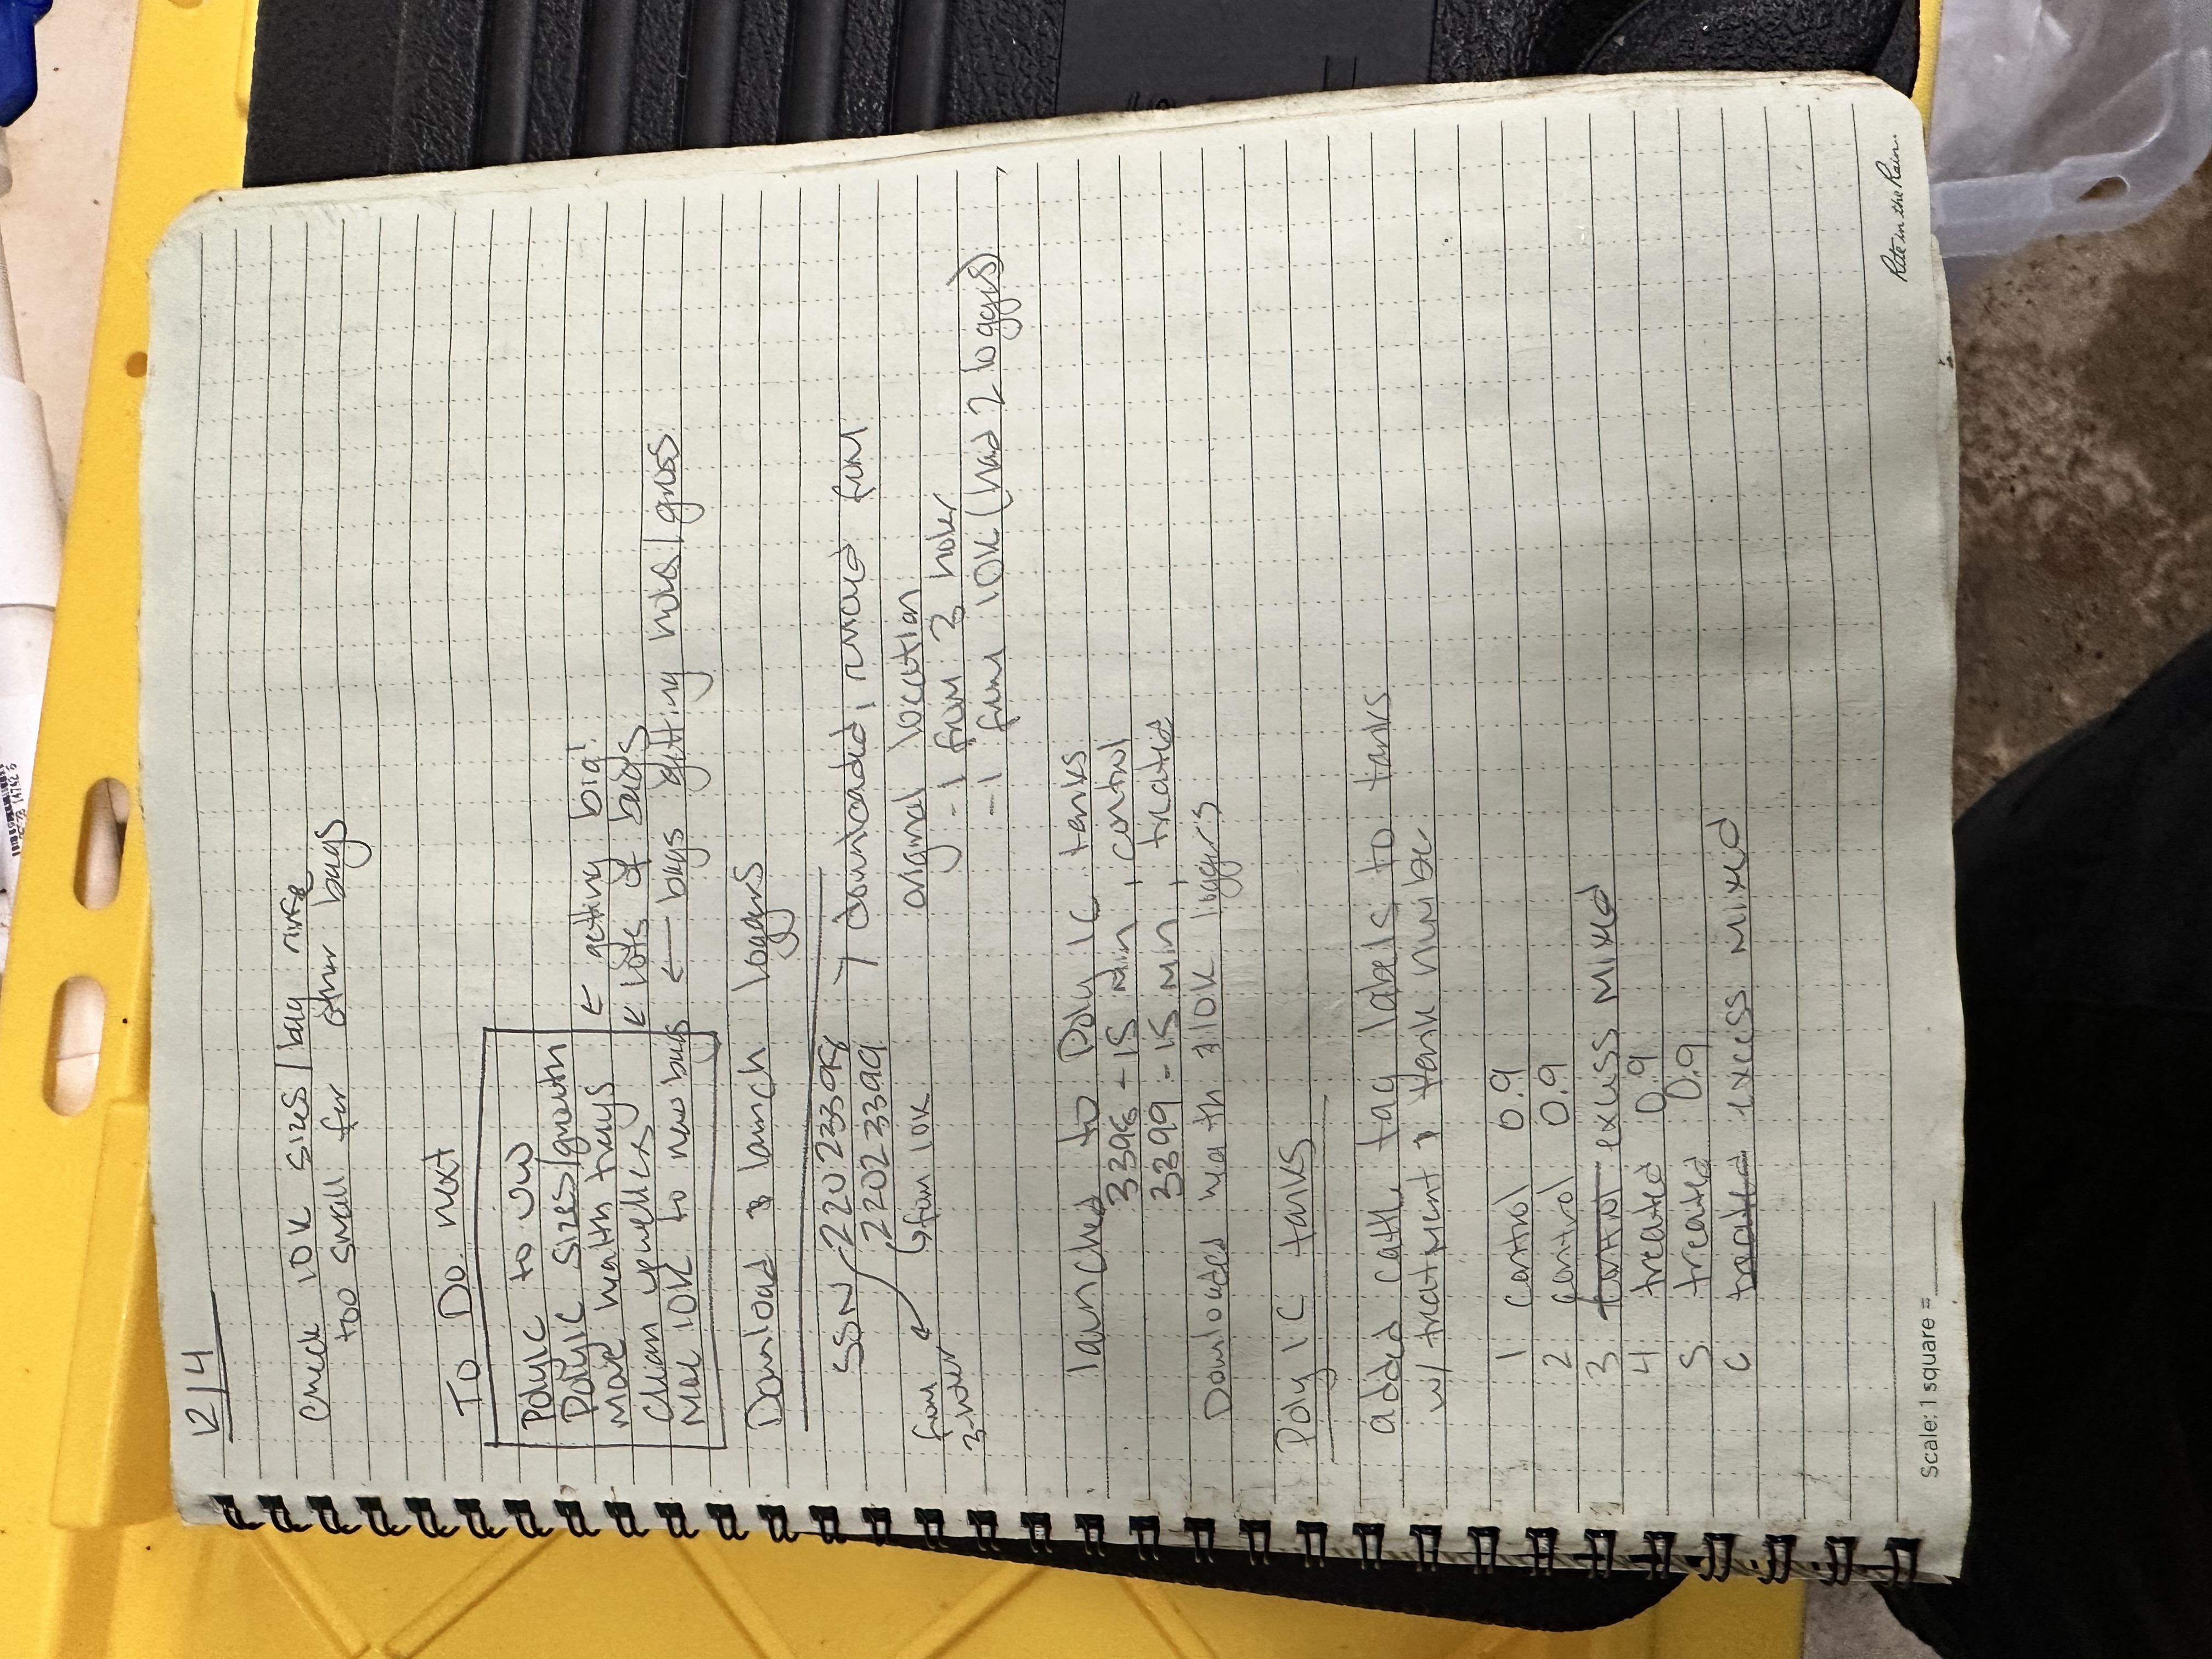 12/4
Check 10K sizes/bag rinse
too small for other bags
To Do next
PolyIC to UW
PolyIC sizes/growth
Move health trays ← getting big!
Clean upwellers ← lots of bugs
Move 10K to new bags ← bags getting holes/gross
Download & launch loggers
SSN - 22023398 > downloaded, removed from
22023399
original location
from 3-holer
from 10K
- 1 from 3 holer
- 1 from 10K (had 2 loggers)
launched to Poly IC tanks
3398 - 15 min, control
3399 - 15 min, treated
Downloaded health & 10K loggers
Poly IC tanks
added cattle tag labels to tanks
w/ treatment & tank number
1 control 0.9
2 control 0.9
3 control excess mixed
4 treated 0.9
5 treated 0.9
6 treated excess mixed
Scale: 1 square =
Rite in the Rain